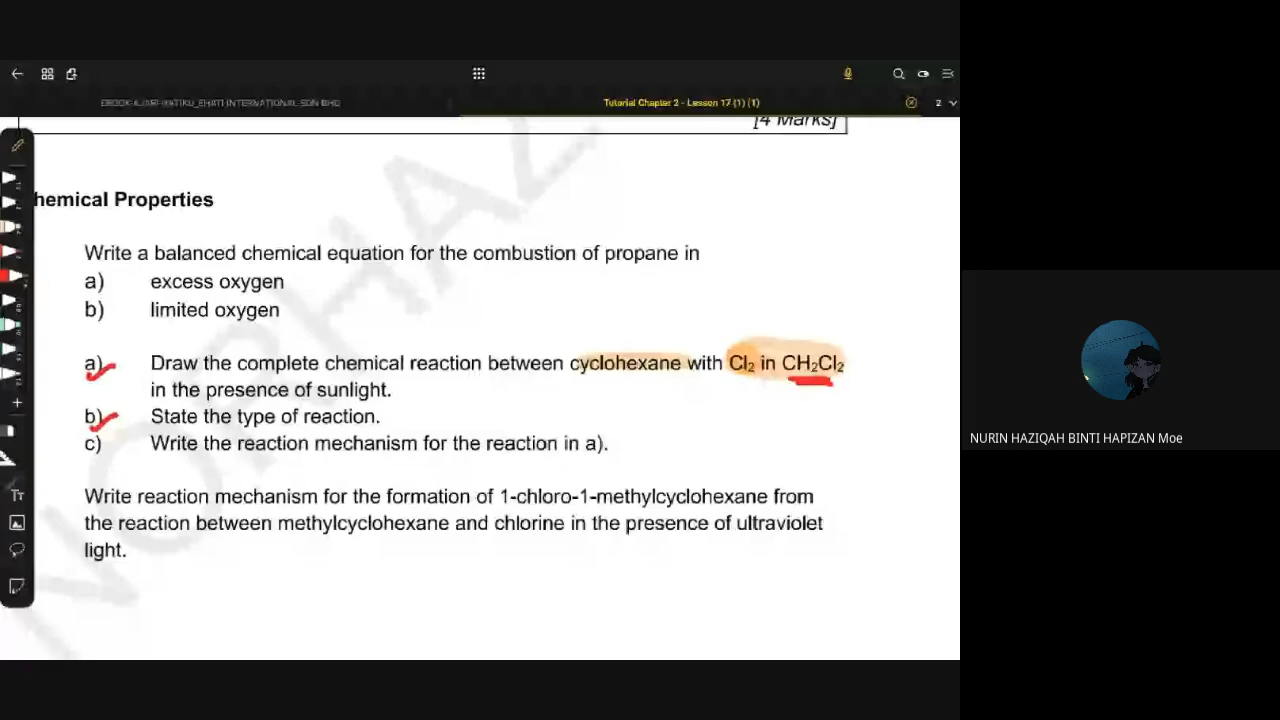 Tutorial Chapter 2 - Lesson 17 (1) (1)
2
[4 Marks]
hemical Properties
Write a balanced chemical equation for the combustion of propane in
a) excess oxygen
b) limited oxygen
a) Draw the complete chemical reaction between cyclohexane with Cl₂ in CH₂Cl₂
in the presence of sunlight.
b) State the type of reaction.
c) Write the reaction mechanism for the reaction in a).
Write reaction mechanism for the formation of 1-chloro-1-methylcyclohexane from
the reaction between methylcyclohexane and chlorine in the presence of ultraviolet
light.
Tт
NURIN HAZIQAH BINTI HAPIZAN Moe